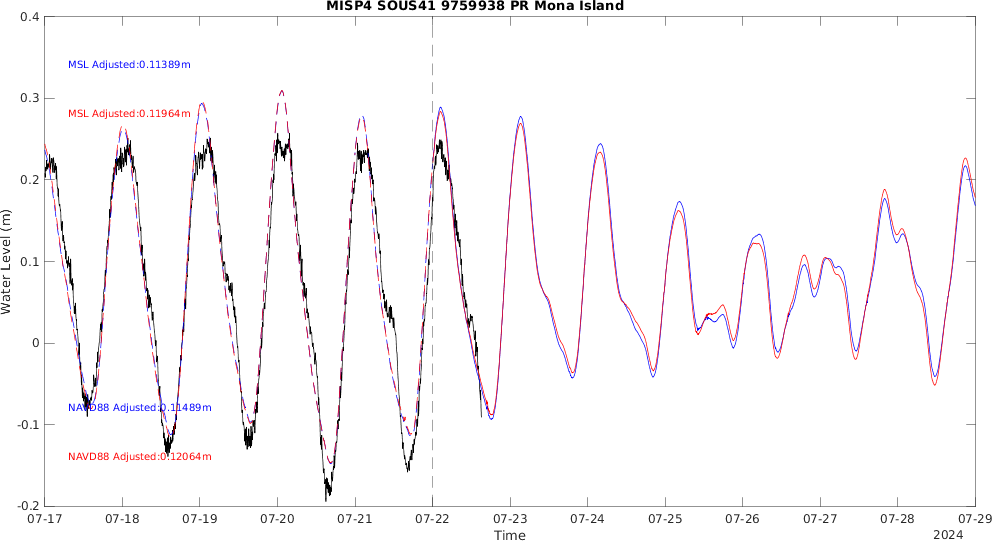 MISP4 SOUS41 9759938 PR Mona Island
0.4
0.3
0.2
0.1
0
-0.1
-0.2
Water Level (m)
MSL Adjusted:0.11389m
MSL Adjusted:0.11964m
NAVD88 Adjusted:0.11489m
NAVD88 Adjusted:0.12064m
07-17 07-18 07-19 07-20 07-21 07-22 07-23 07-24 07-25 07-26 07-27 07-28 07-29
Time
2024